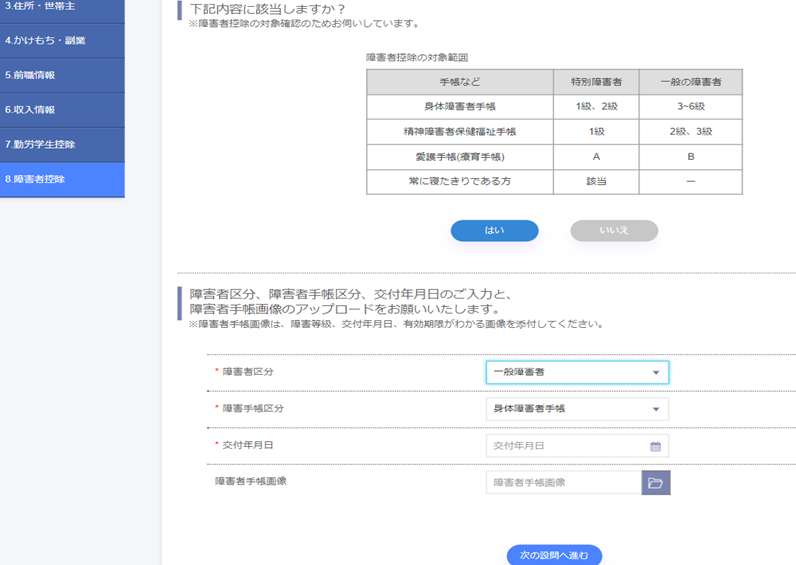 3.住所・世帯主
4.かけもち・副業
5.前職情報
6.収入情報
7.勤労学生控除
8.障害者控除
下記内容に該当しますか？
※障害者控除の対象確認のためお伺いしています。
障害者控除の対象範囲
手帳など 特別障害者 一般の障害者
身体障害者手帳 1級、2級 3~6級
精神障害者保健福祉手帳 1級 2級、3級
愛護手帳(療育手帳) A B
常に寝たきりである方 該当 ー
はい いいえ
障害者区分、障害者手帳区分、交付年月日のご入力と、
障害者手帳画像のアップロードをお願いいたします。
※障害者手帳画像は、障害等級、交付年月日、有効期限がわかる画像を添付してください。
* 障害者区分 一般障害者
* 障害手帳区分 身体障害者手帳
* 交付年月日 交付年月日
障害者手帳画像 障害者手帳画像
次の設問へ進む